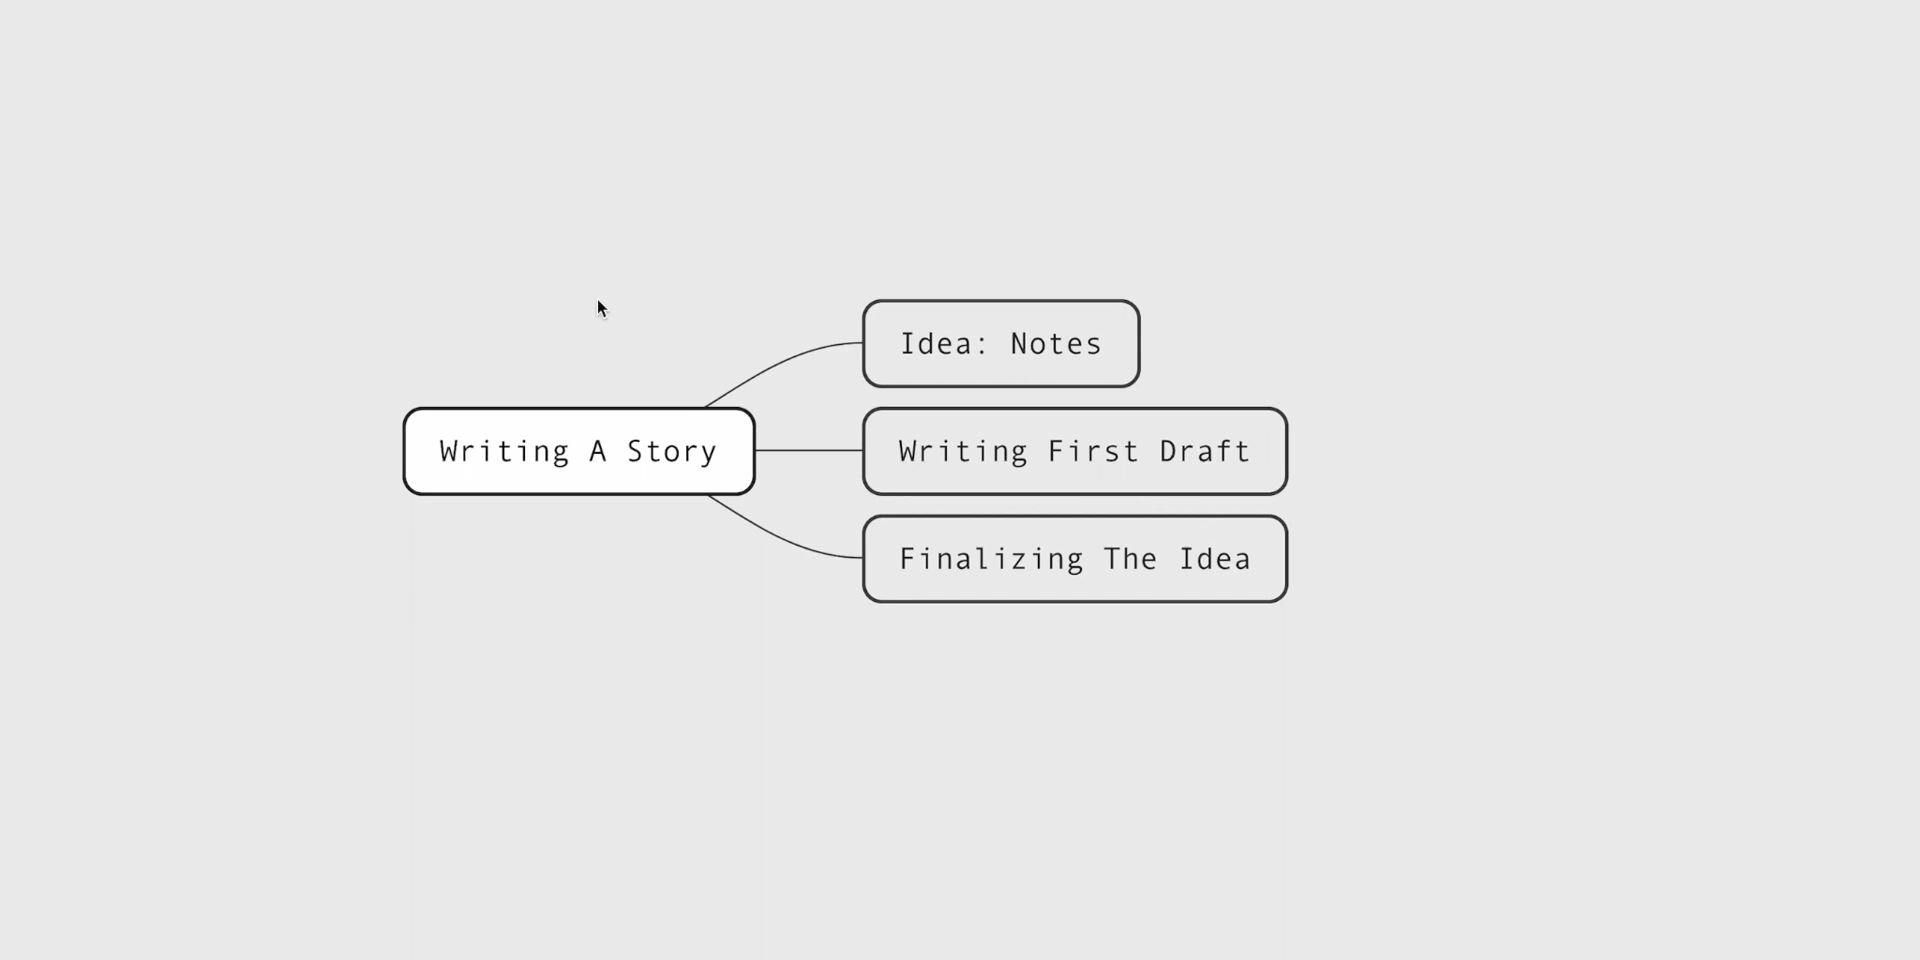 Idea: Notes
Writing A Story
Writing First Draft
Finalizing The Idea